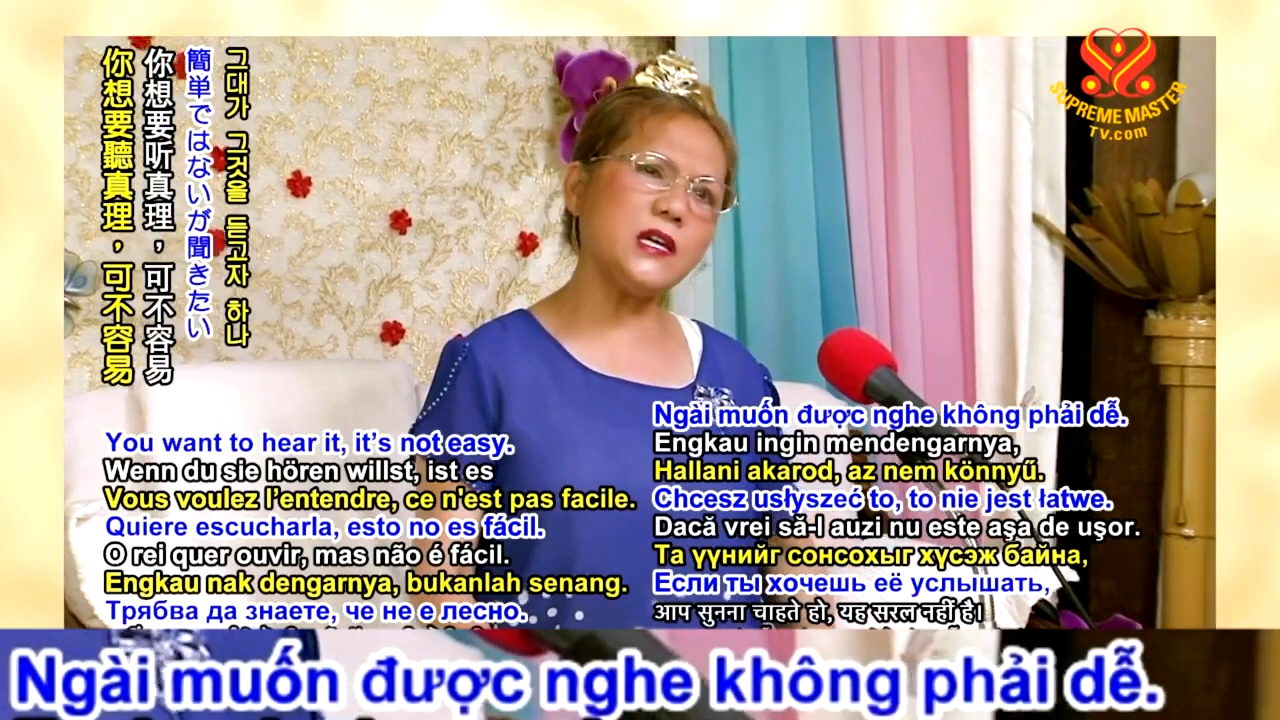 你想要聽真理，可不容易
你想要听真理，可不容易
簡単ではないが聞きたい
그대가 그것을 듣고자 하나
SUPREME MASTER
TV.com
You want to hear it, it’s not easy.
Wenn du sie hören willst, ist es
Vous voulez l’entendre, ce n'est pas facile.
Quiere escucharla, esto no es fácil.
O rei quer ouvir, mas não é fácil.
Engkau nak dengarnya, bukanlah senang.
Трябва да знаете, че не е лесно.
Ngài muốn được nghe không phải dễ.
Engkau ingin mendengarnya,
Hallani akarod, az nem könnyű.
Chcesz usłyszeć to, to nie jest łatwe.
Dacă vrei să-l auzi nu este aşa de uşor.
Та үүнийг сонсохыг хүсэж байна,
Если ты хочешь её услышать,
आप सुनना चाहते हो, यह सरल नहीं है।
Ngài muốn được nghe không phải dễ.